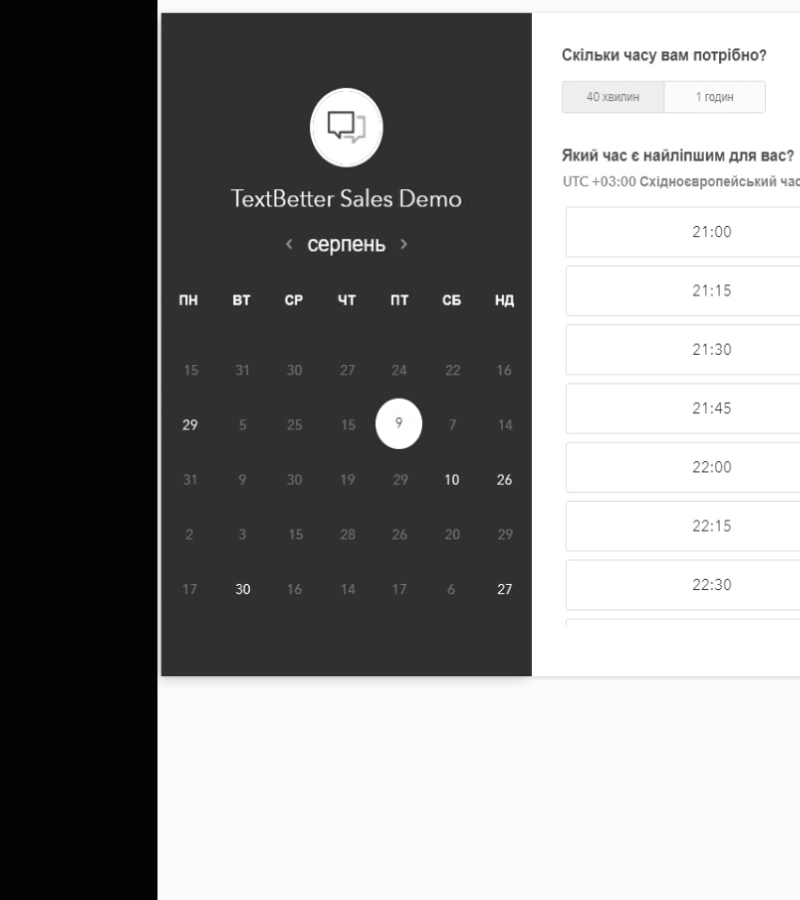 TextBetter Sales Demo
серпень
ПН ВТ СР ЧТ ПТ СБ НД
15 31 30 27 24 22 16
29 5 25 15 9 7 14
31 9 30 19 29 10 26
2 3 15 28 26 20 29
17 30 16 14 17 6 27
Скільки часу вам потрібно?
40 хвилин 1 годин
Який час є найліпшим для вас?
UTC +03:00 Східноєвропейський час
21:00
21:15
21:30
21:45
22:00
22:15
22:30